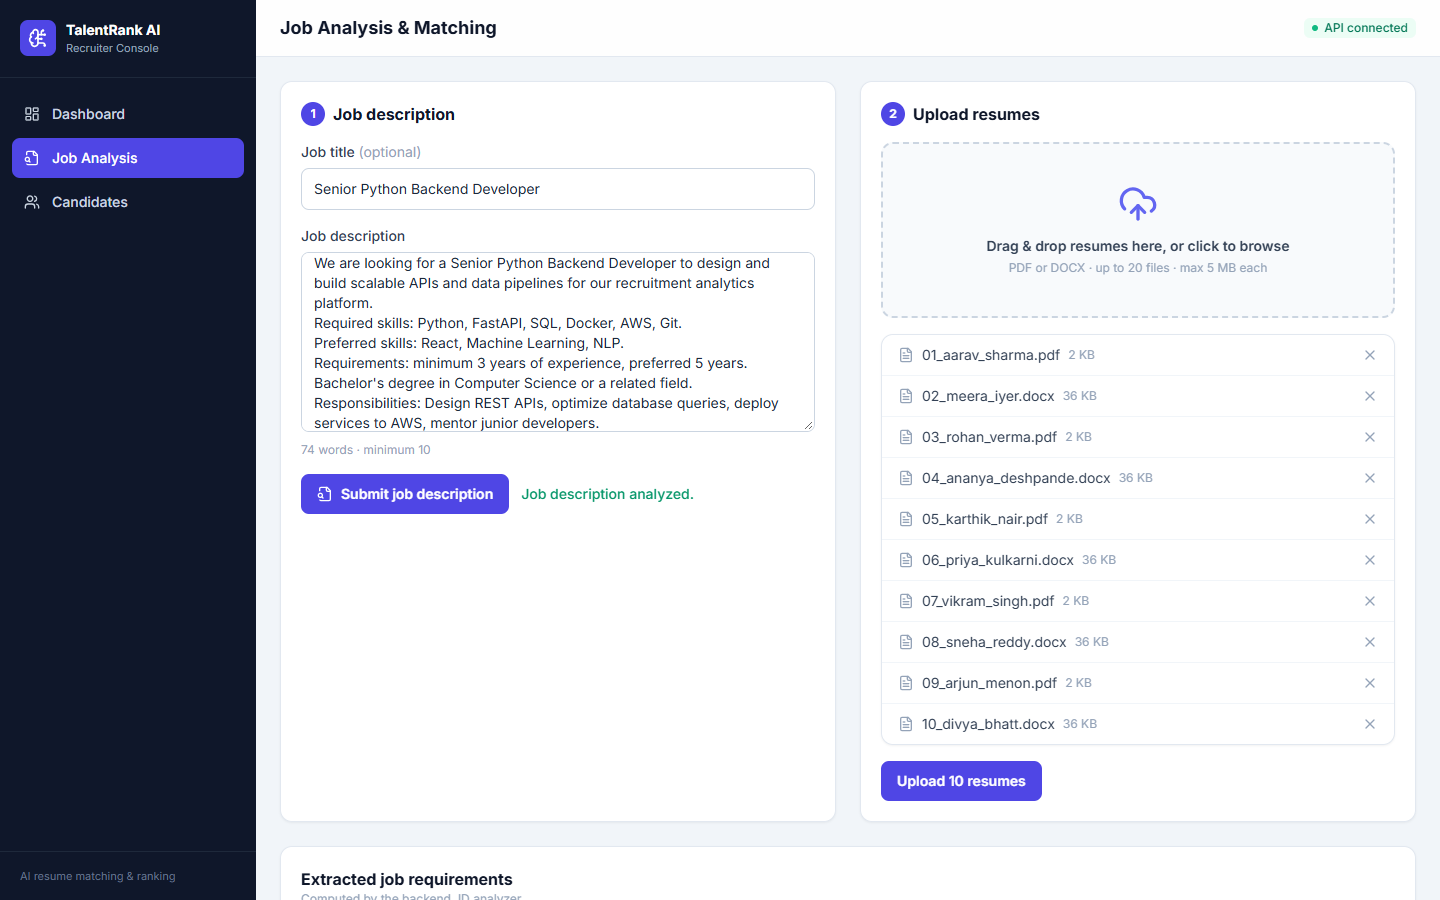 TalentRank AI
Recruiter Console
Dashboard
Job Analysis
Candidates
AI resume matching & ranking
Job Analysis & Matching
API connected
1 Job description
Job title (optional)
Senior Python Backend Developer
Job description
We are looking for a Senior Python Backend Developer to design and
build scalable APIs and data pipelines for our recruitment analytics
platform.
Required skills: Python, FastAPI, SQL, Docker, AWS, Git.
Preferred skills: React, Machine Learning, NLP.
Requirements: minimum 3 years of experience, preferred 5 years.
Bachelor's degree in Computer Science or a related field.
Responsibilities: Design REST APIs, optimize database queries, deploy
services to AWS, mentor junior developers.
74 words · minimum 10
Submit job description
Job description analyzed.
2 Upload resumes
Drag & drop resumes here, or click to browse
PDF or DOCX · up to 20 files · max 5 MB each
01_aarav_sharma.pdf 2 KB
02_meera_iyer.docx 36 KB
03_rohan_verma.pdf 2 KB
04_ananya_deshpande.docx 36 KB
05_karthik_nair.pdf 2 KB
06_priya_kulkarni.docx 36 KB
07_vikram_singh.pdf 2 KB
08_sneha_reddy.docx 36 KB
09_arjun_menon.pdf 2 KB
10_divya_bhatt.docx 36 KB
Upload 10 resumes
Extracted job requirements
Computed by the backend JD analyzer